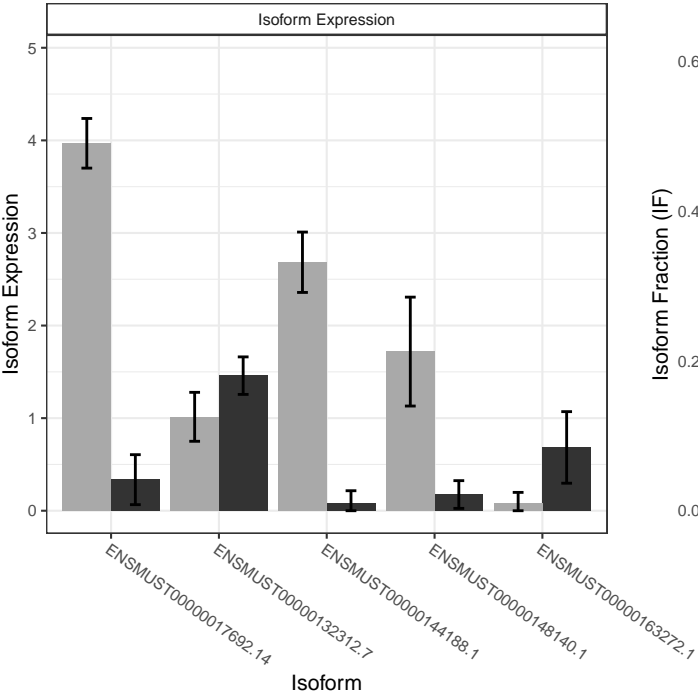 Isoform Expression
5
4
3
2
1
0
Isoform Expression
ENSMUST00000017692.14
ENSMUST00000132312.7
ENSMUST00000144188.1
ENSMUST00000148140.1
ENSMUST00000163272.1
Isoform
0.6
0.4
0.2
0.0
Isoform Fraction (IF)